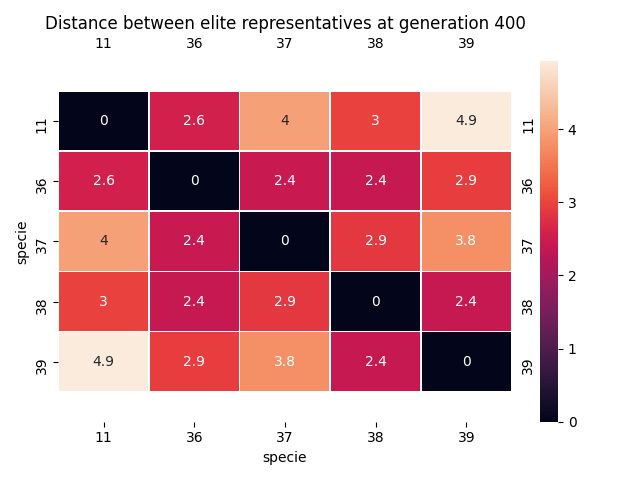 Distance between elite representatives at generation 400
11 36 37 38 39
11 0 2.6 4 3 4.9 11
36 2.6 0 2.4 2.4 2.9 36
37 4 2.4 0 2.9 3.8 37
38 3 2.4 2.9 0 2.4 38
39 4.9 2.9 3.8 2.4 0 39
specie
11 36 37 38 39
specie
4
3
2
1
0